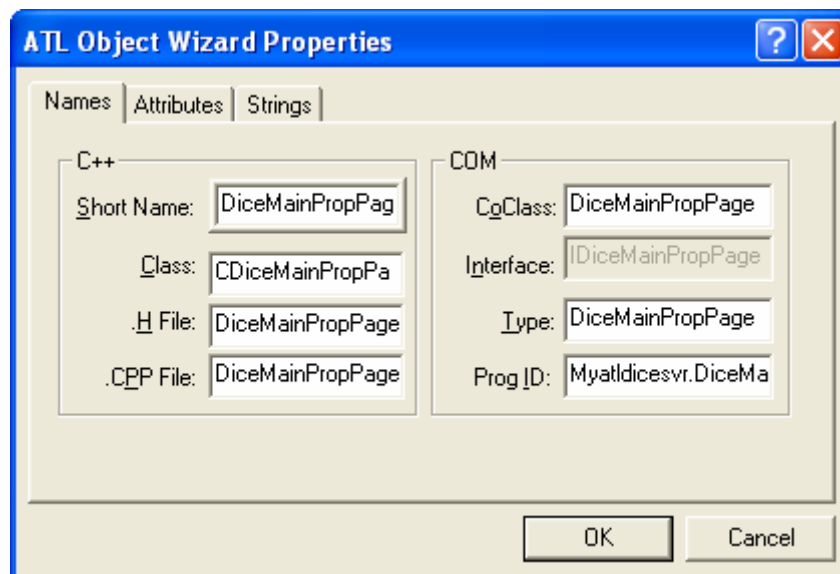 ATL Object Wizard Properties
Names Attributes Strings
C++
Short Name: DiceMainPropPag
Class: CDiceMainPropPa
.H File: DiceMainPropPage
.CPP File: DiceMainPropPage
COM
CoClass: DiceMainPropPage
Interface: IDiceMainPropPage
Type: DiceMainPropPage
Prog ID: Myatldicesvr.DiceMa
OK Cancel